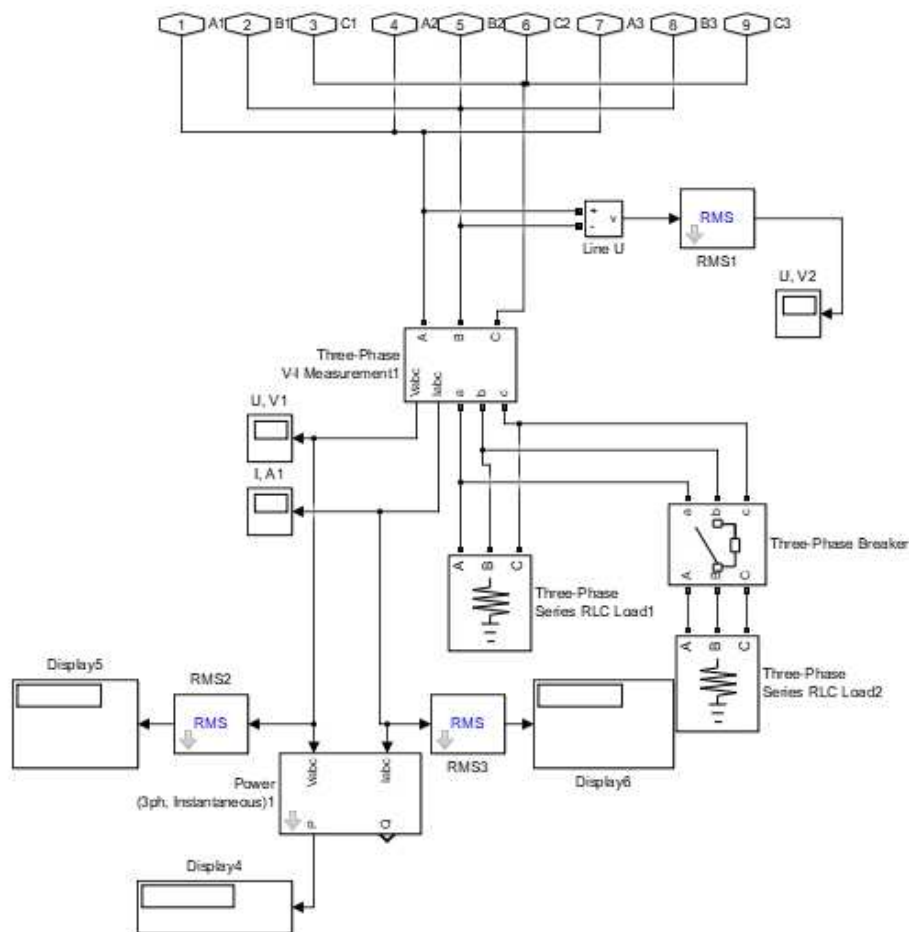 1 A1 2 B1 3 C1 4 A2 5 B2 6 C2 7 A3 8 B3 9 C3
+
-
v
Line U
RMS
RMS1
U, V2
A B C
Three-Phase
V-I Measurement1
Vabc Iabc a b c
U, V1
I, A1
a b c
A B C
Three-Phase Breaker
A B C
Three-Phase
Series RLC Load1
A B C
Three-Phase
Series RLC Load2
Display5
RMS2
RMS
RMS
RMS3
Display6
Power
(3ph, Instantaneous)1
Vabc Iabc
P Q
Display4